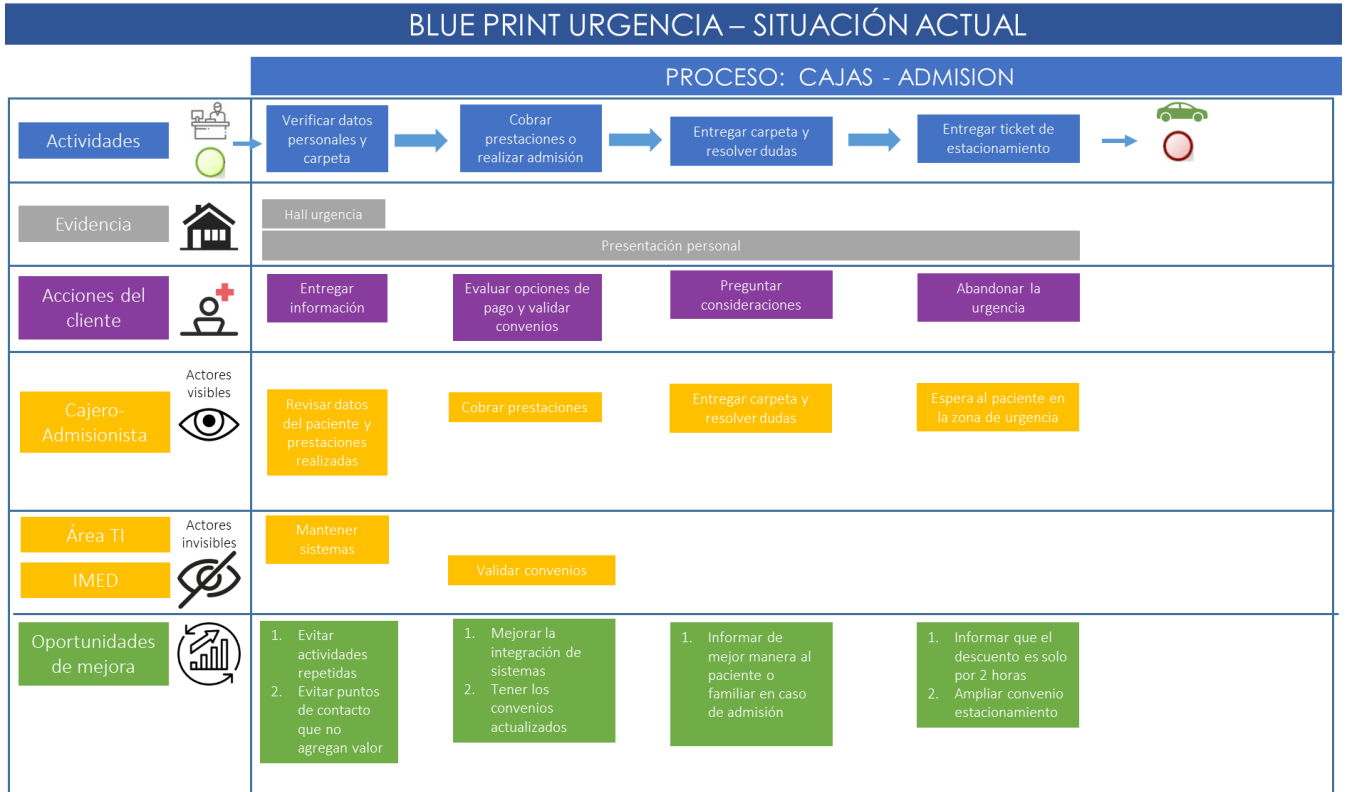 BLUE PRINT URGENCIA – SITUACIÓN ACTUAL
PROCESO: CAJAS - ADMISION
Actividades
Verificar datos
personales y
carpeta
Cobrar
prestaciones o
realizar admisión
Entregar carpeta y
resolver dudas
Entregar ticket de
estacionamiento
Evidencia
Hall urgencia
Presentación personal
Acciones del
cliente
Entregar
información
Evaluar opciones de
pago y validar
convenios
Preguntar
consideraciones
Abandonar la
urgencia
Cajero-
Admisionista
Actores
visibles
Revisar datos
del paciente y
prestaciones
realizadas
Cobrar prestaciones
Entregar carpeta y
resolver dudas
Espera al paciente en
la zona de urgencia
Área TI
IMED
Actores
invisibles
Mantener
sistemas
Validar convenios
Oportunidades
de mejora
1. Evitar
actividades
repetidas
2. Evitar puntos
de contacto
que no
agregan valor
1. Mejorar la
integración de
sistemas
2. Tener los
convenios
actualizados
1. Informar de
mejor manera al
paciente o
familiar en caso
de admisión
1. Informar que el
descuento es solo
por 2 horas
2. Ampliar convenio
estacionamiento